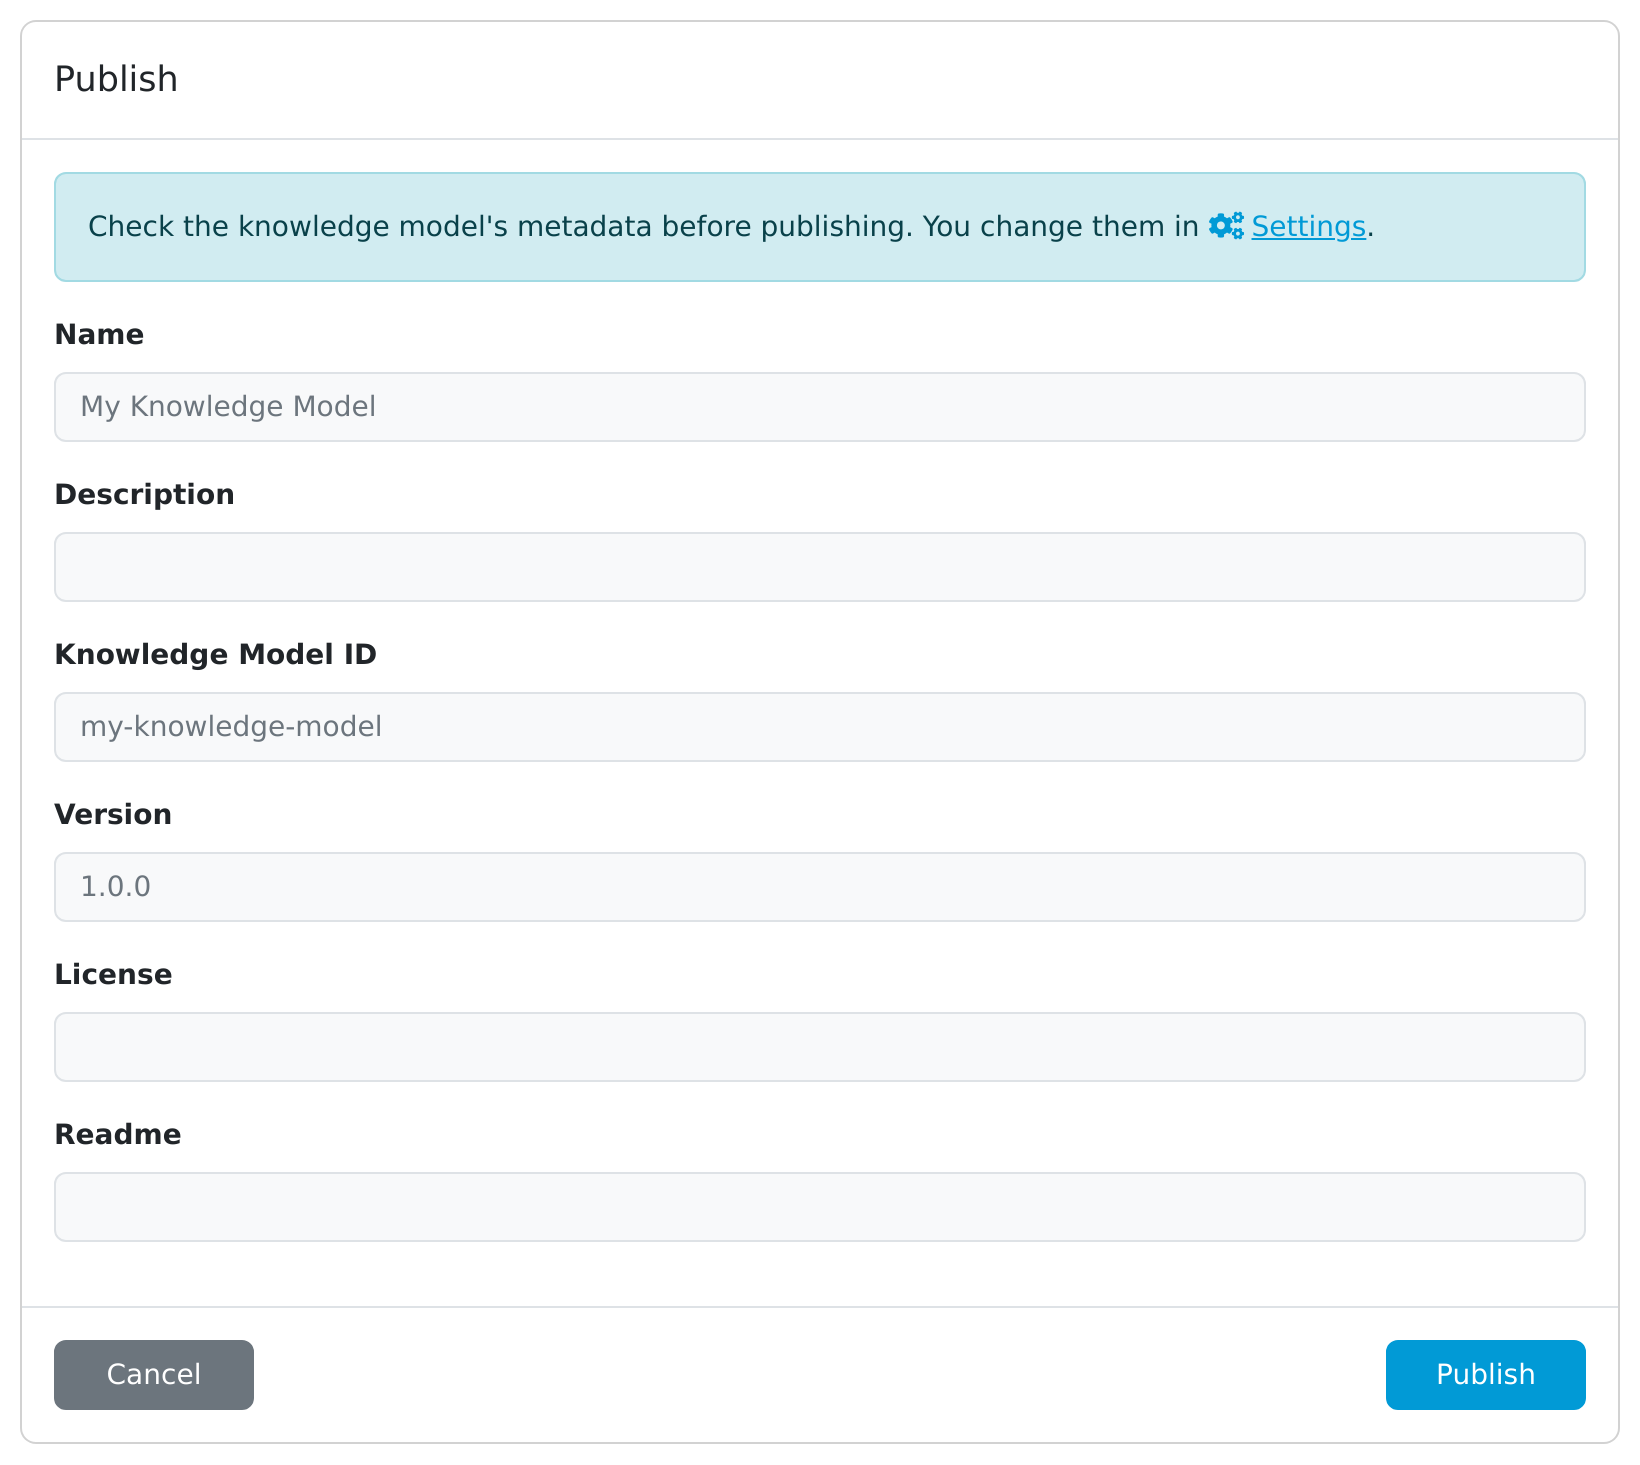 Publish
Check the knowledge model's metadata before publishing. You change them in Settings.
Name
My Knowledge Model
Description
Knowledge Model ID
my-knowledge-model
Version
1.0.0
License
Readme
Cancel
Publish